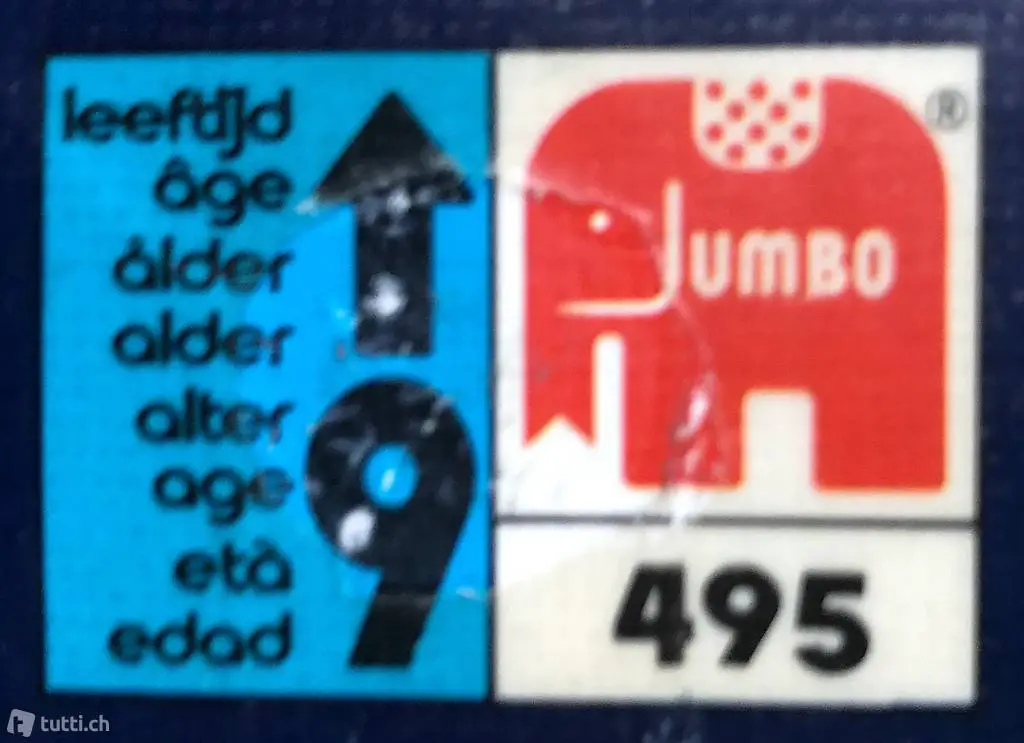 leeftijd
âge
ålder
alder
alter
age
età
edad
9
JUMBO
®
495
tutti.ch